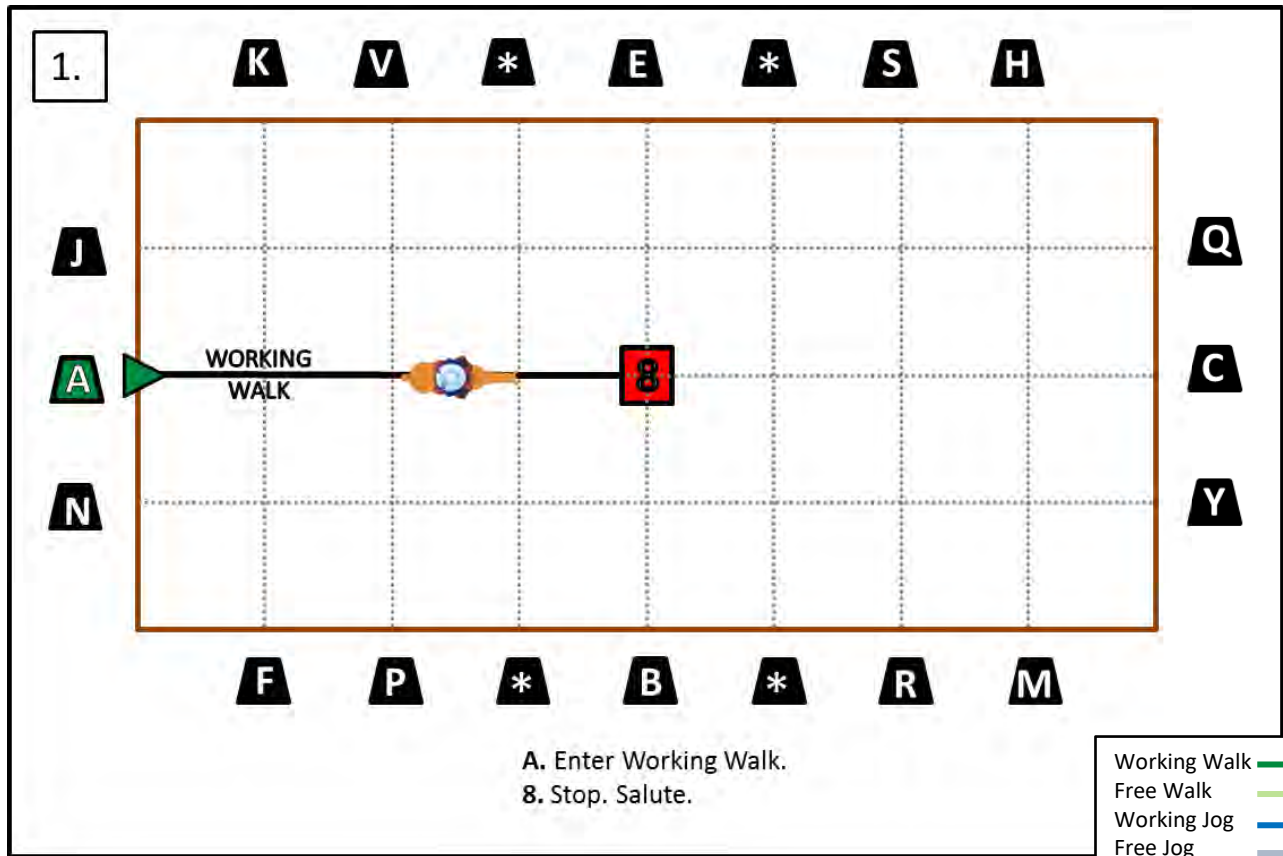 1.
K V * E * S H
J
Q
A
WORKING
WALK
8
C
N
Y
F P * B * R M
A. Enter Working Walk.
8. Stop. Salute.
Working Walk
Free Walk
Working Jog
Free Jog